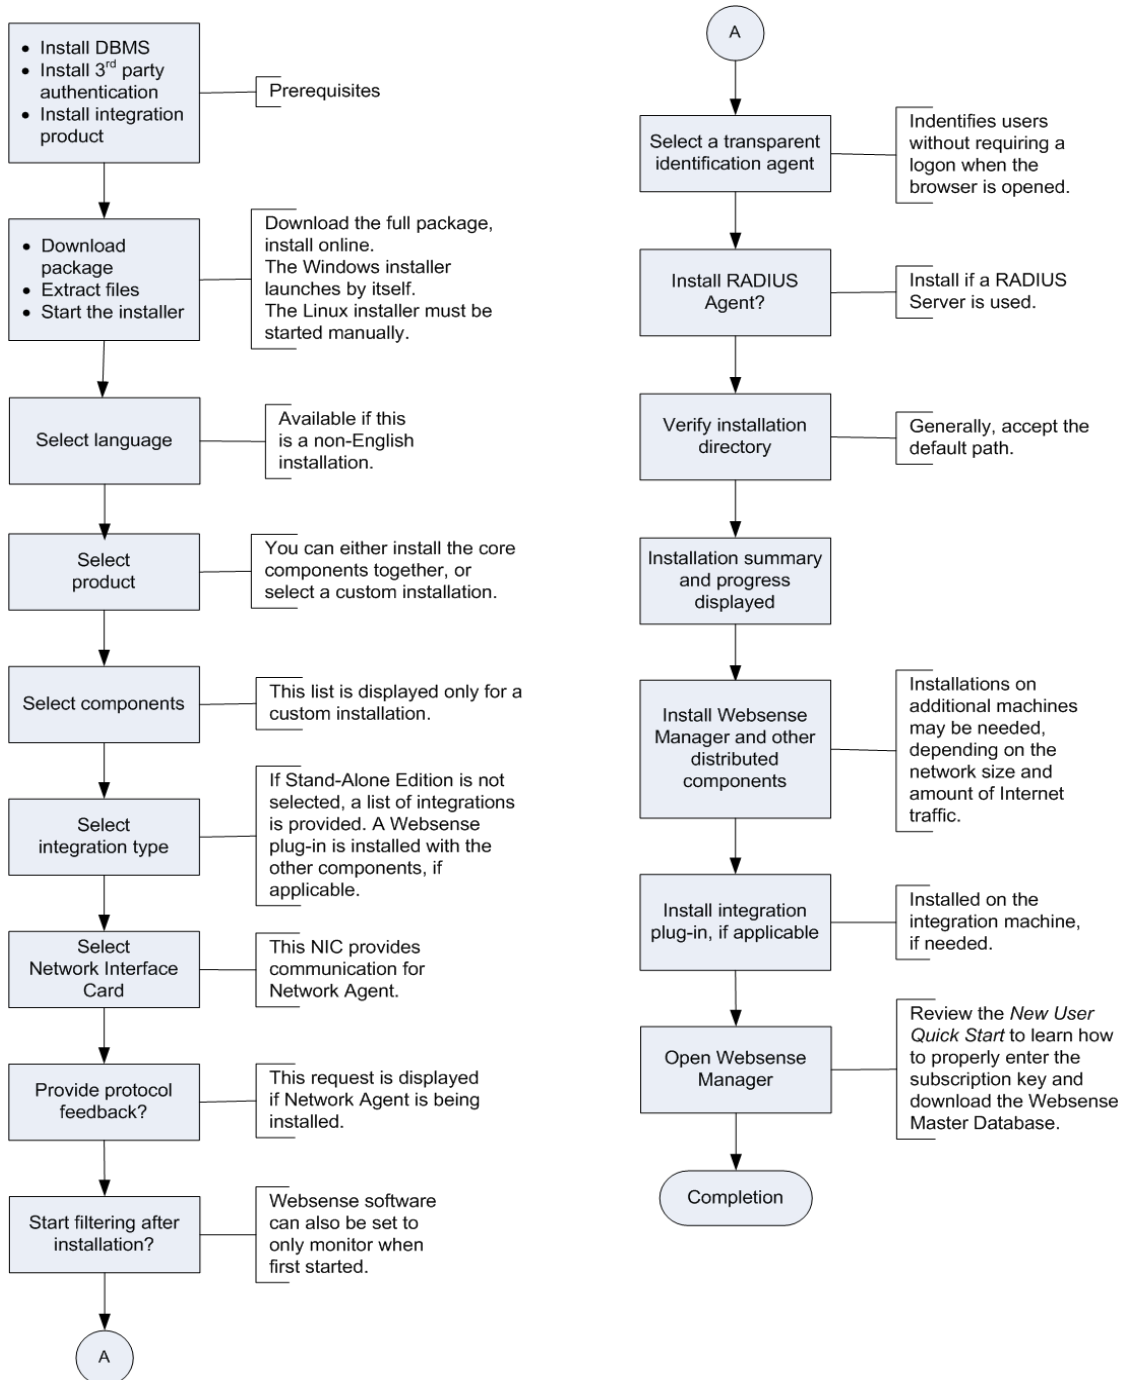 • Install DBMS
• Install 3rd party
authentication
• Install integration
product
Prerequisites
• Download
package
• Extract files
• Start the installer
Download the full package,
install online.
The Windows installer
launches by itself.
The Linux installer must be
started manually.
Select language
Available if this
is a non-English
installation.
Select
product
You can either install the core
components together, or
select a custom installation.
Select components
This list is displayed only for a
custom installation.
Select
integration type
If Stand-Alone Edition is not
selected, a list of integrations
is provided. A Websense
plug-in is installed with the
other components, if
applicable.
Select
Network Interface
Card
This NIC provides
communication for
Network Agent.
Provide protocol
feedback?
This request is displayed
if Network Agent is being
installed.
Start filtering after
installation?
Websense software
can also be set to
only monitor when
first started.
A
A
Select a transparent
identification agent
Indentifies users
without requiring a
logon when the
browser is opened.
Install RADIUS
Agent?
Install if a RADIUS
Server is used.
Verify installation
directory
Generally, accept the
default path.
Installation summary
and progress
displayed
Install Websense
Manager and other
distributed
components
Installations on
additional machines
may be needed,
depending on the
network size and
amount of Internet
traffic.
Install integration
plug-in, if applicable
Installed on the
integration machine,
if needed.
Open Websense
Manager
Review the New User
Quick Start to learn how
to properly enter the
subscription key and
download the Websense
Master Database.
Completion